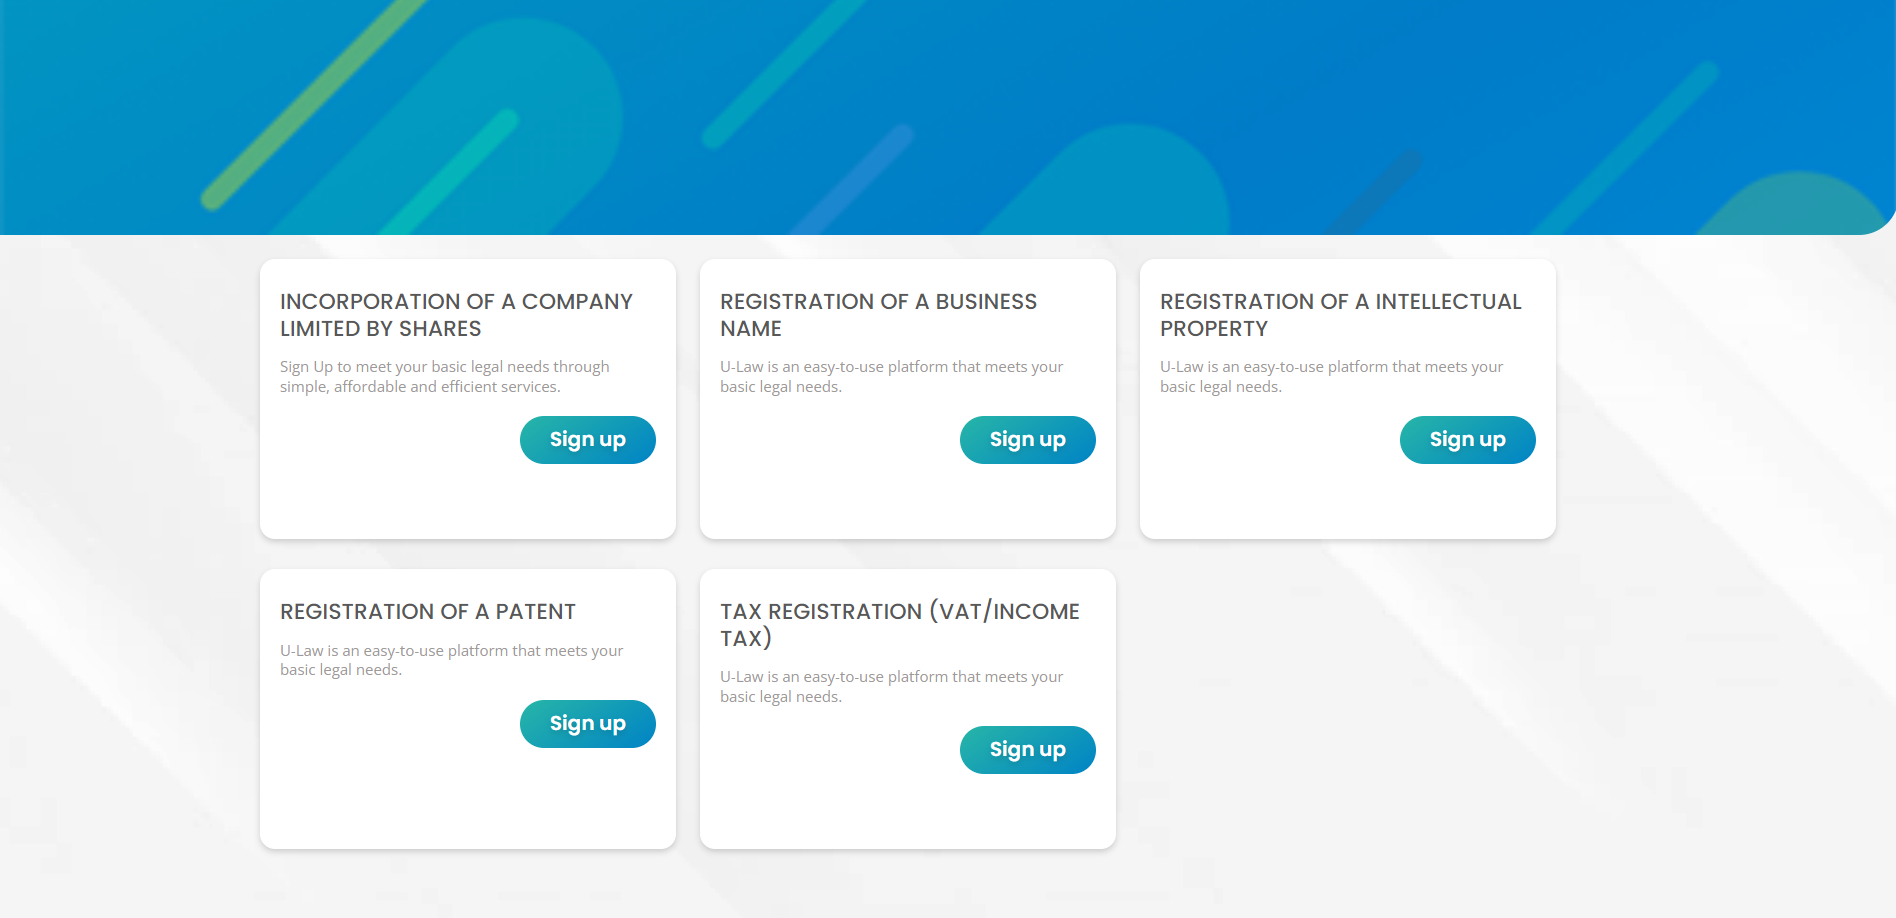 INCORPORATION OF A COMPANY
LIMITED BY SHARES
Sign Up to meet your basic legal needs through
simple, affordable and efficient services.
Sign up
REGISTRATION OF A BUSINESS
NAME
U-Law is an easy-to-use platform that meets your
basic legal needs.
Sign up
REGISTRATION OF A INTELLECTUAL
PROPERTY
U-Law is an easy-to-use platform that meets your
basic legal needs.
Sign up
REGISTRATION OF A PATENT
U-Law is an easy-to-use platform that meets your
basic legal needs.
Sign up
TAX REGISTRATION (VAT/INCOME
TAX)
U-Law is an easy-to-use platform that meets your
basic legal needs.
Sign up